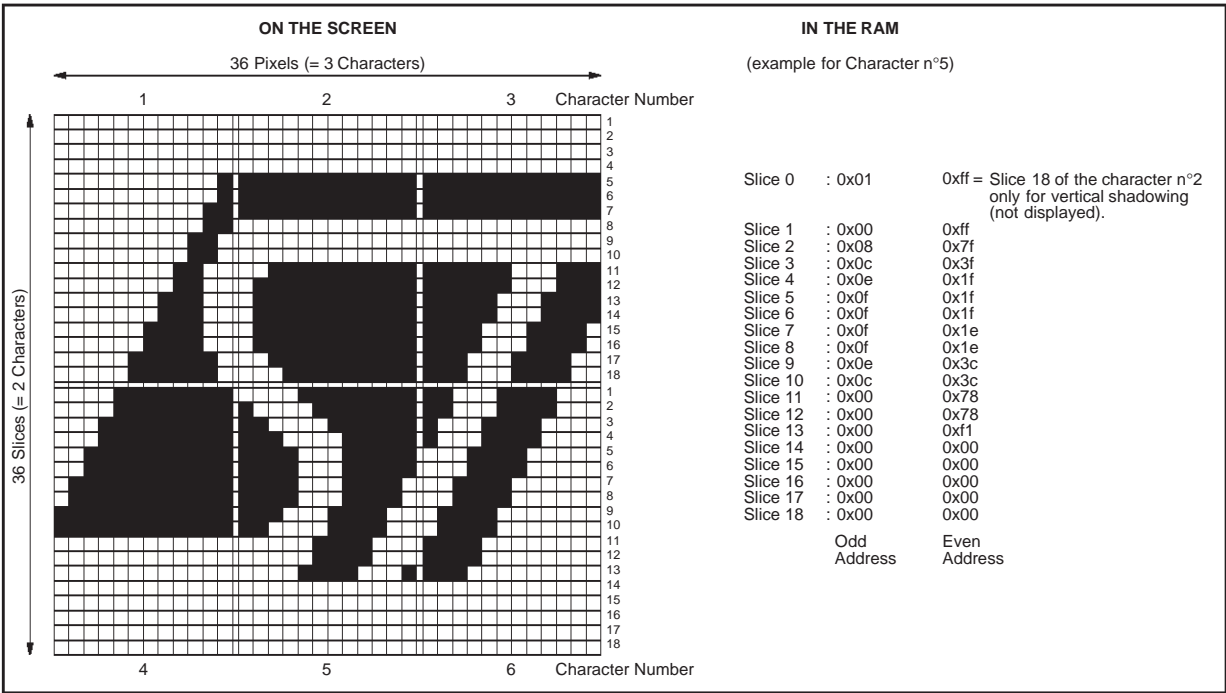 ON THE SCREEN
36 Pixels (= 3 Characters)
1 2 3 Character Number
36 Slices (= 2 Characters)
1
2
3
4
5
6
7
8
9
10
11
12
13
14
15
16
17
18
1
2
3
4
5
6
7
8
9
10
11
12
13
14
15
16
17
18
4 5 6 Character Number
IN THE RAM
(example for Character n°5)
Slice 0 : 0x01 0xff = Slice 18 of the character n°2
only for vertical shadowing
(not displayed).
Slice 1 : 0x00 0xff
Slice 2 : 0x08 0x7f
Slice 3 : 0x0c 0x3f
Slice 4 : 0x0e 0x1f
Slice 5 : 0x0f 0x1f
Slice 6 : 0x0f 0x1f
Slice 7 : 0x0f 0x1e
Slice 8 : 0x0f 0x1e
Slice 9 : 0x0e 0x3c
Slice 10 : 0x0c 0x3c
Slice 11 : 0x00 0x78
Slice 12 : 0x00 0x78
Slice 13 : 0x00 0xf1
Slice 14 : 0x00 0x00
Slice 15 : 0x00 0x00
Slice 16 : 0x00 0x00
Slice 17 : 0x00 0x00
Slice 18 : 0x00 0x00
Odd Even
Address Address